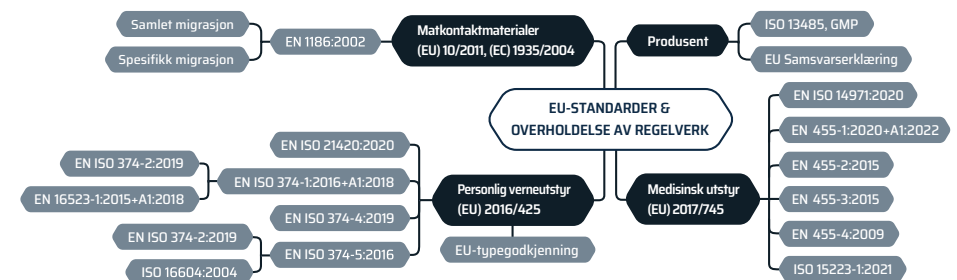 Samlet migrasjon
Spesifikk migrasjon
EN 1186:2002
Matkontaktmaterialer
(EU) 10/2011, (EC) 1935/2004
Produsent
ISO 13485, GMP
EU Samsvarserklæring
EU-STANDARDER &
OVERHOLDELSE AV REGELVERK
EN ISO 374-2:2019
EN 16523-1:2015+A1:2018
EN ISO 374-2:2019
ISO 16604:2004
EN ISO 21420:2020
EN ISO 374-1:2016+A1:2018
EN ISO 374-4:2019
EN ISO 374-5:2016
Personlig verneutstyr
(EU) 2016/425
EU-typegodkjenning
Medisinsk utstyr
(EU) 2017/745
EN ISO 14971:2020
EN 455-1:2020+A1:2022
EN 455-2:2015
EN 455-3:2015
EN 455-4:2009
ISO 15223-1:2021